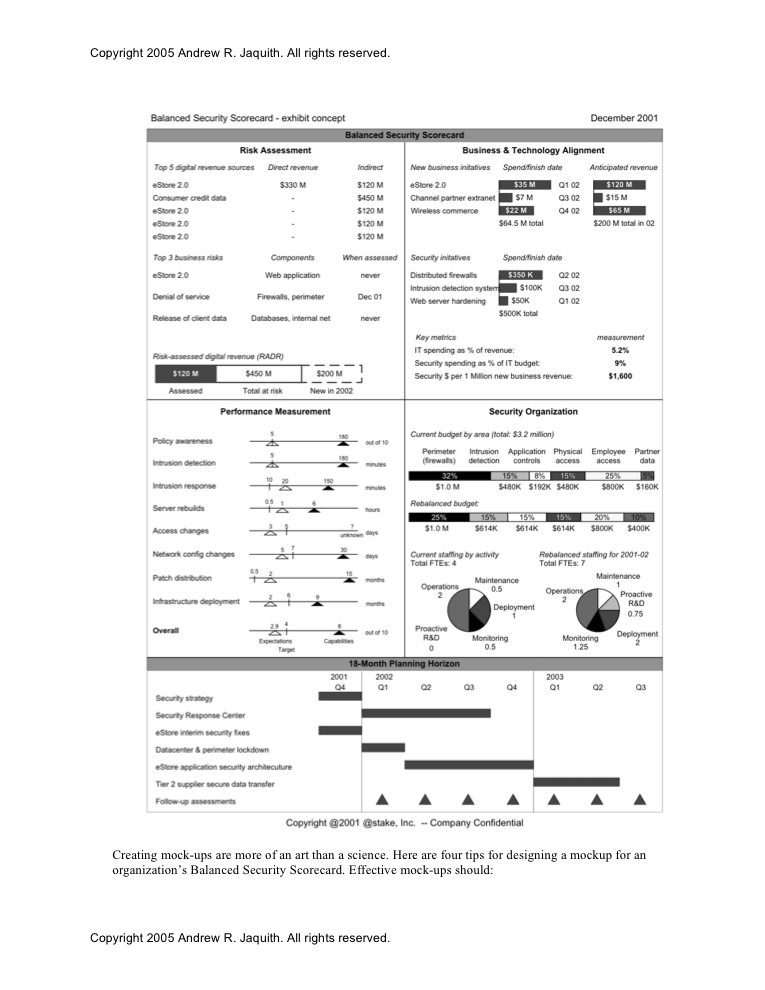 Copyright 2005 Andrew R. Jaquith. All rights reserved.
Balanced Security Scorecard - exhibit concept December 2001
Balanced Security Scorecard
Risk Assessment
Top 5 digital revenue sources Direct revenue Indirect
eStore 2.0 $330 M $120 M
Consumer credit data - $450 M
eStore 2.0 - $120 M
eStore 2.0 - $120 M
eStore 2.0 - $120 M
Top 3 business risks Components When assessed
eStore 2.0 Web application never
Denial of service Firewalls, perimeter Dec 01
Release of client data Databases, internal net never
Risk-assessed digital revenue (RADR)
$120 M $450 M $200 M
Assessed Total at risk New in 2002
Business & Technology Alignment
New business initatives Spend/finish date Anticipated revenue
eStore 2.0 $35 M Q1 02 $120 M
Channel partner extranet $7 M Q3 02 $15 M
Wireless commerce $22 M Q4 02 $65 M
$64.5 M total $200 M total in 02
Security initatives Spend/finish date
Distributed firewalls $350 K Q2 02
Intrusion detection system $100K Q3 02
Web server hardening $50K Q1 02
$500K total
Key metrics measurement
IT spending as % of revenue: 5.2%
Security spending as % of IT budget: 9%
Security $ per 1 Million new business revenue: $1,600
Performance Measurement
5 180
Policy awareness out of 10
5 180
Intrusion detection minutes
10 20 150
Intrusion response minutes
0.5 1 6
Server rebuilds hours
3 5 ?
Access changes unknown days
5 7 30
Network config changes days
0.5 2 15
Patch distribution months
2 6 9
Infrastructure deployment months
2.9 4 8
Overall out of 10
Expectations Capabilities
Target
Security Organization
Current budget by area (total: $3.2 million)
Perimeter Intrusion Application Physical Employee Partner
(firewalls) detection controls access access data
32% 15% 8% 15% 25% 5%
$1.0 M $480K $192K $480K $800K $160K
Rebalanced budget:
25% 15% 15% 15% 20% 10%
$1.0 M $614K $614K $614K $800K $400K
Current staffing by activity Rebalanced staffing for 2001-02
Total FTEs: 4 Total FTEs: 7
Operations 2
Maintenance 0.5
Deployment 1
Monitoring 0.5
Proactive R&D 0
Operations 2
Maintenance 1
Proactive R&D 0.75
Deployment 2
Monitoring 1.25
18-Month Planning Horizon
2001 2002 2003
Q4 Q1 Q2 Q3 Q4 Q1 Q2 Q3
Security strategy
Security Response Center
eStore interim security fixes
Datacenter & perimeter lockdown
eStore application security architecuture
Tier 2 supplier secure data transfer
Follow-up assessments
Copyright @2001 @stake, Inc. -- Company Confidential
Creating mock-ups are more of an art than a science. Here are four tips for designing a mockup for an
organization's Balanced Security Scorecard. Effective mock-ups should:
Copyright 2005 Andrew R. Jaquith. All rights reserved.